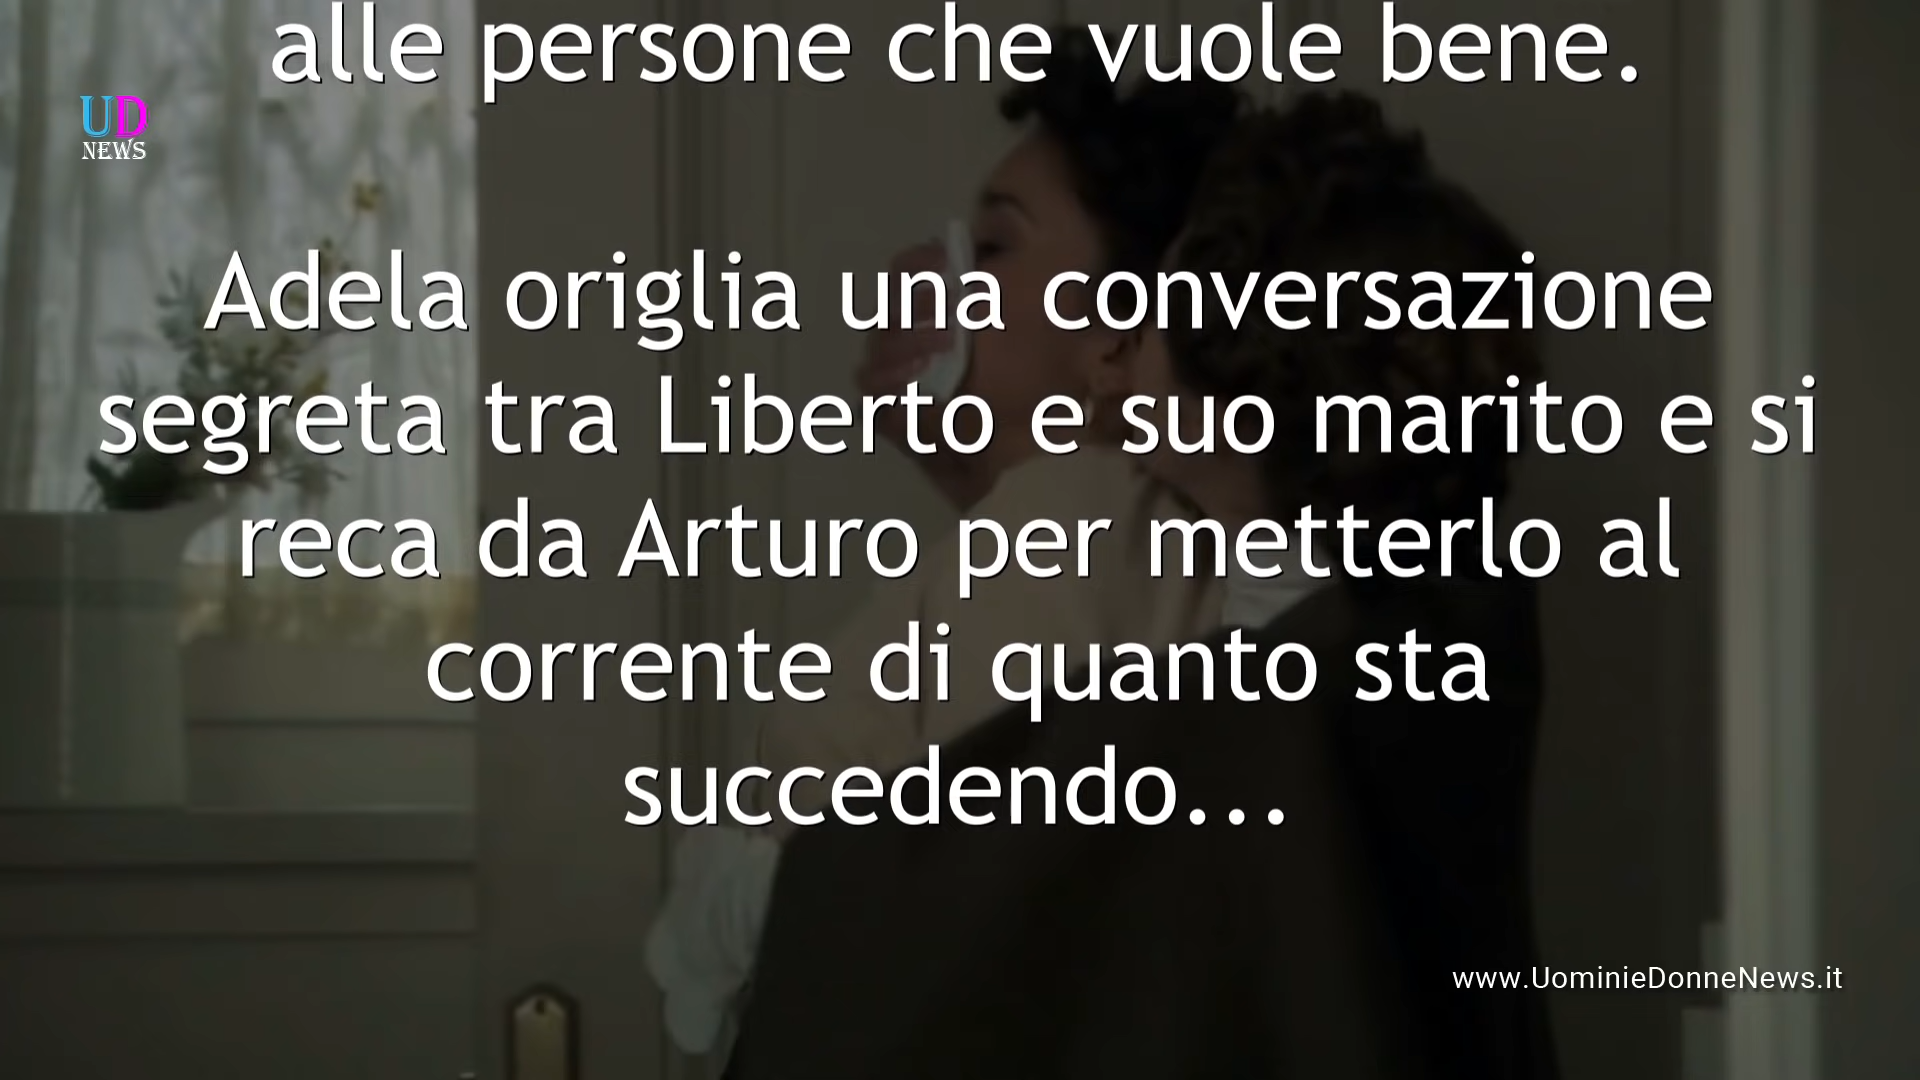 alle persone che vuole bene.
UD
NEWS
Adela origlia una conversazione
segreta tra Liberto e suo marito e si
reca da Arturo per metterlo al
corrente di quanto sta
succedendo...
www.UominieDonneNews.it